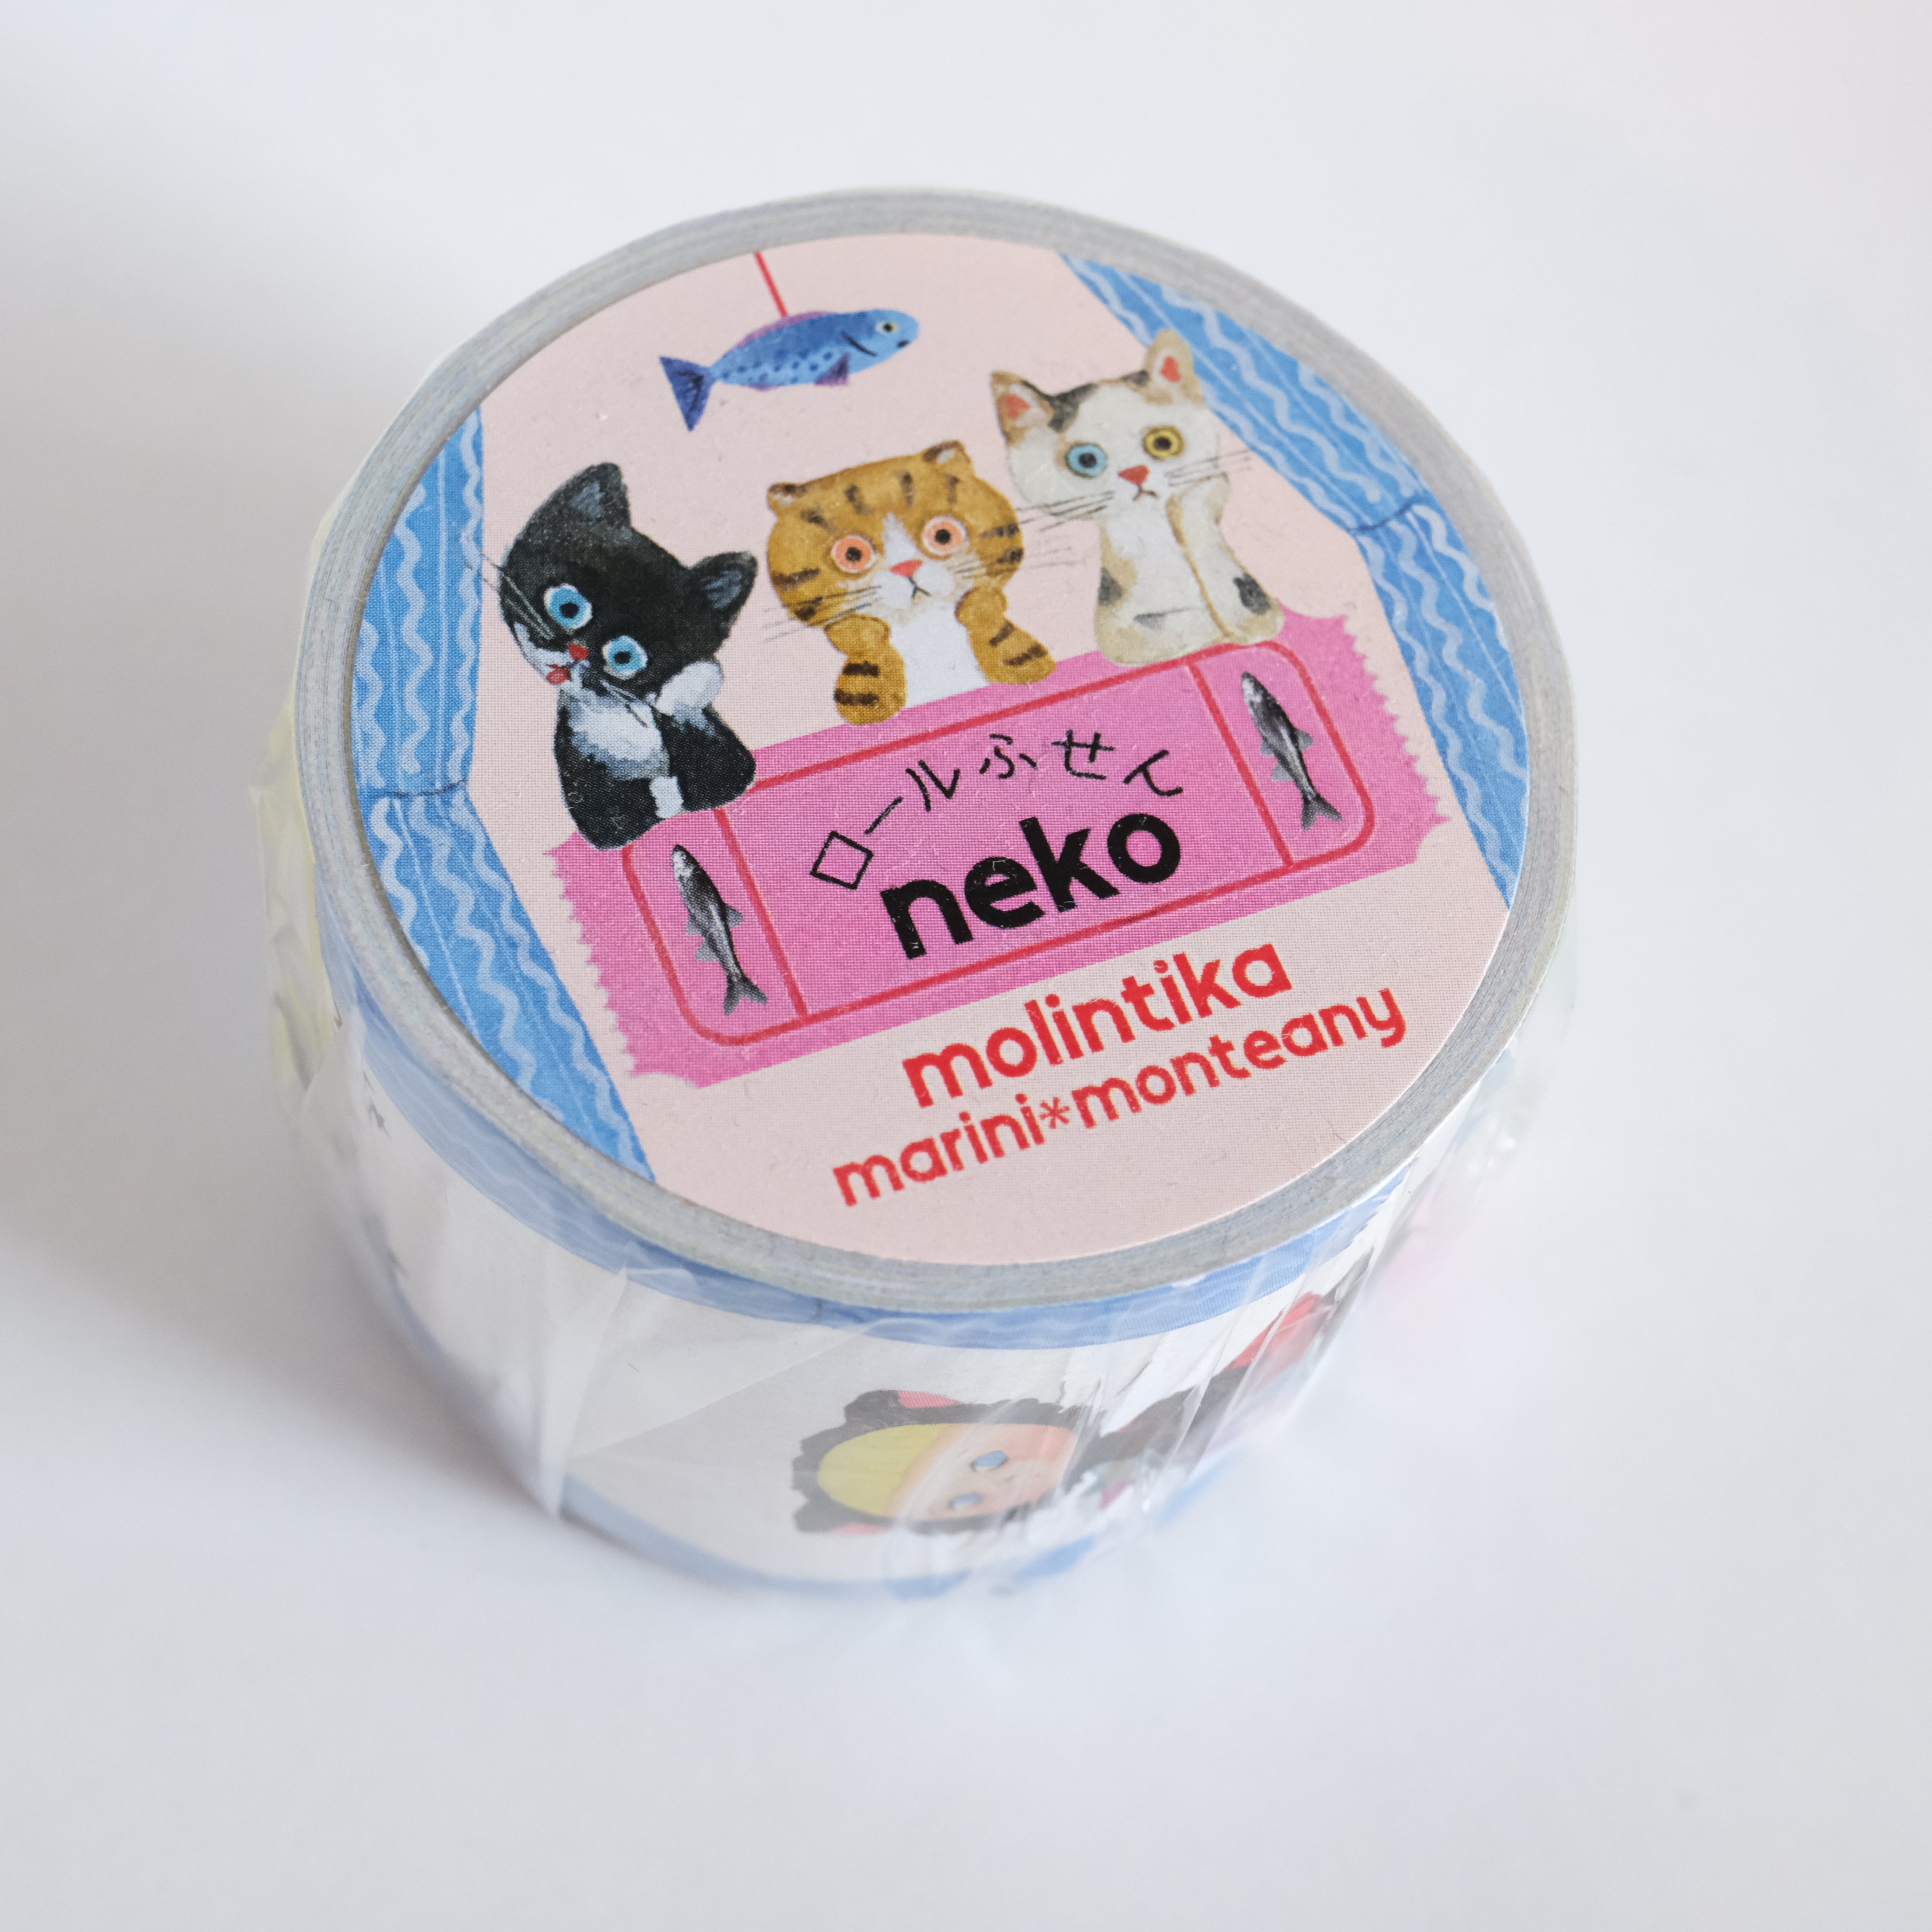 ロールふせん
neko
molintika
marini*monteany